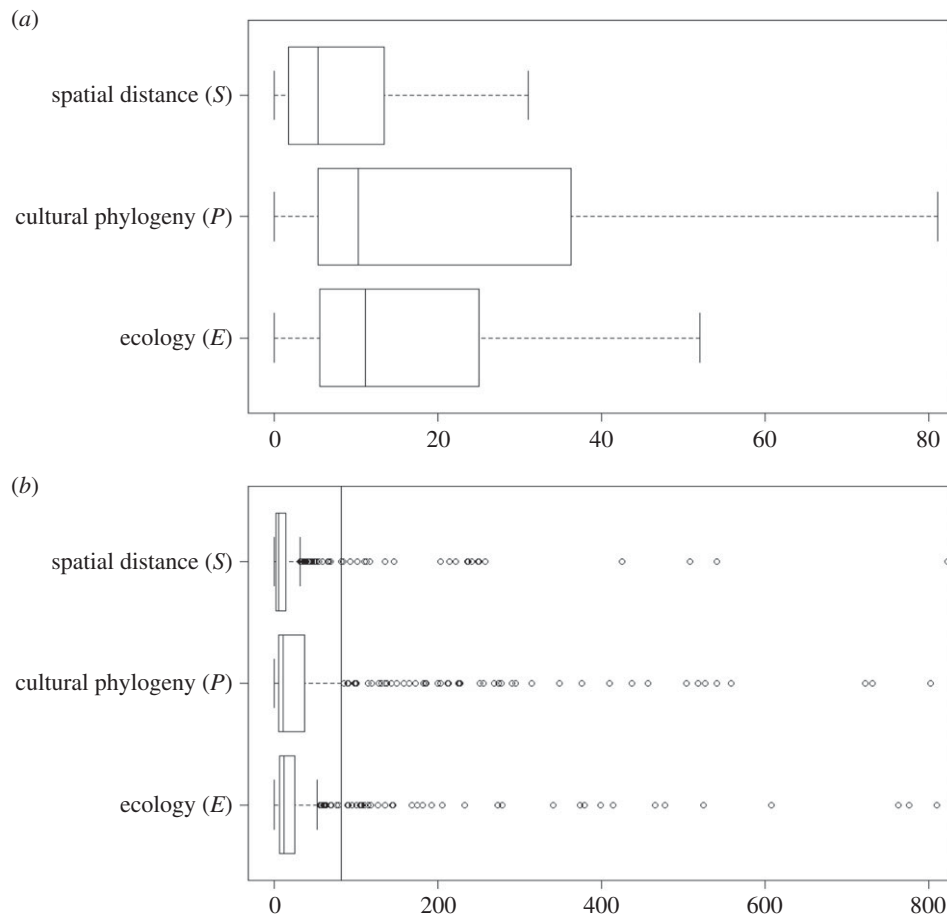 (a)
spatial distance (S)
cultural phylogeny (P)
ecology (E)
0 20 40 60 80
(b)
spatial distance (S)
cultural phylogeny (P)
ecology (E)
0 200 400 600 800